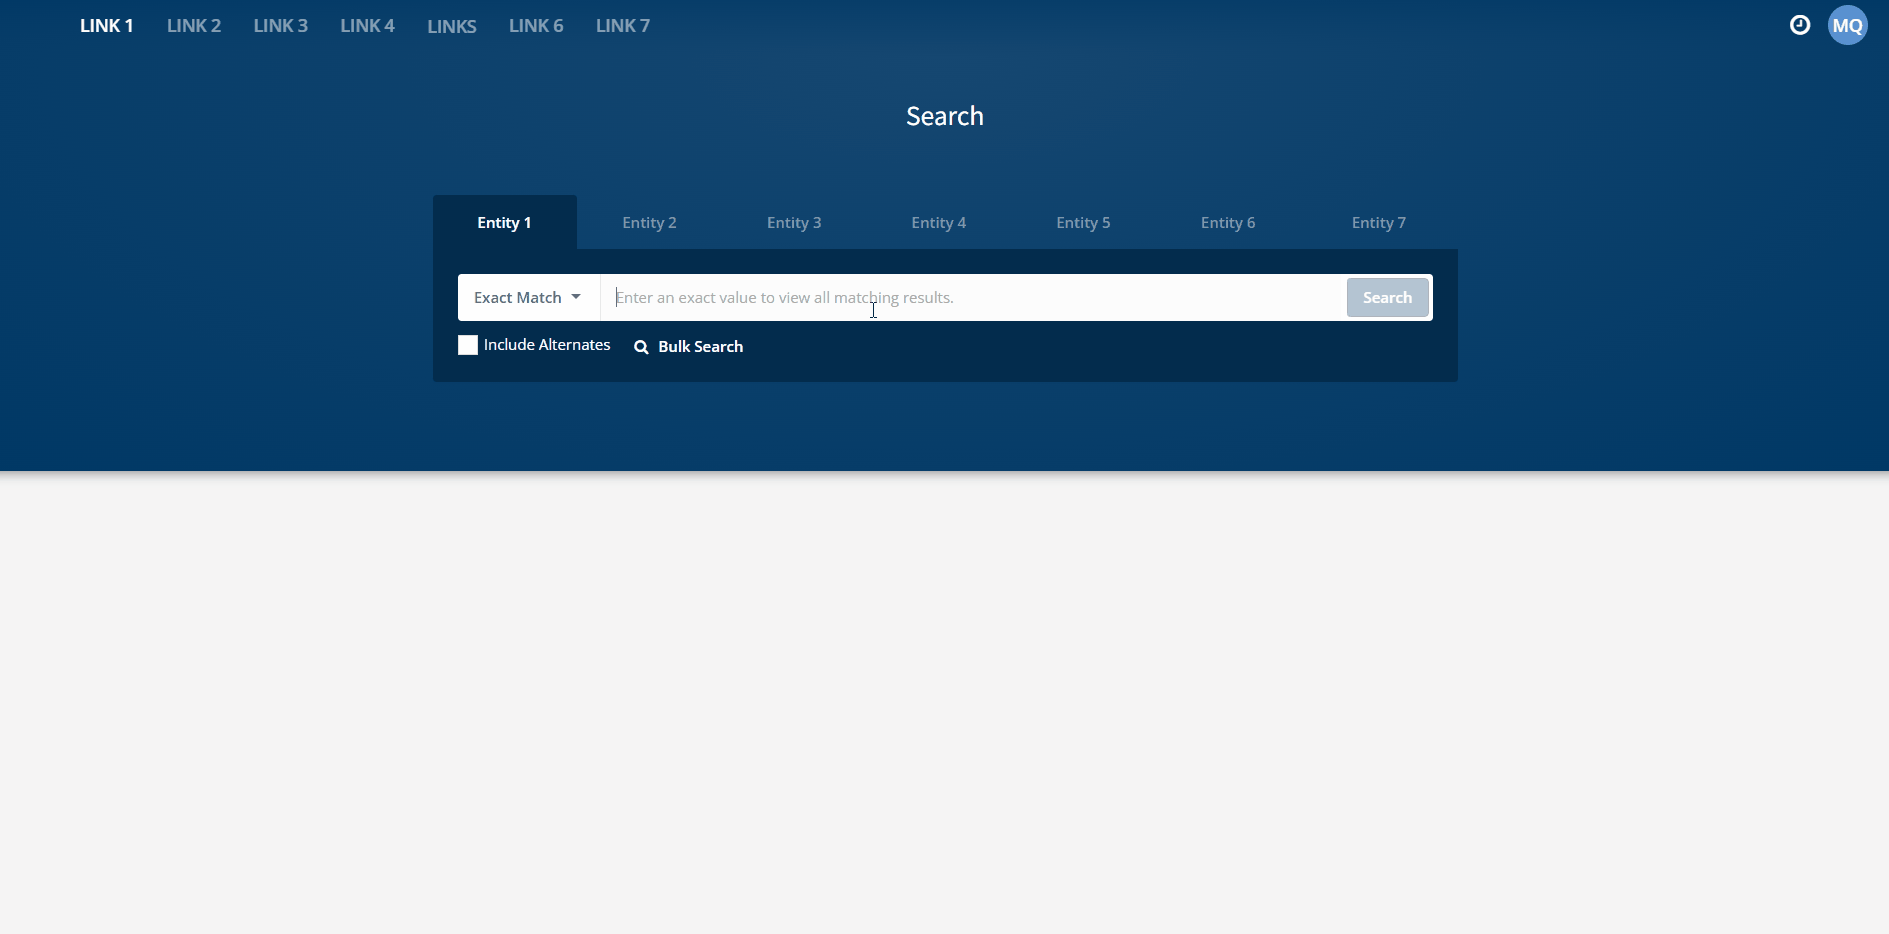 LINK 1 LINK 2 LINK 3 LINK 4 LINKS LINK 6 LINK 7 MQ
Search
Entity 1 Entity 2 Entity 3 Entity 4 Entity 5 Entity 6 Entity 7
Exact Match Enter an exact value to view all matching results. Search
Include Alternates Bulk Search